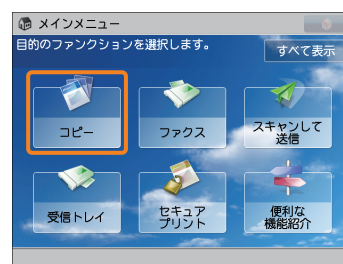 メインメニュー
目的のファンクションを選択します。
すべて表示
コピー
ファクス
スキャンして
送信
受信トレイ
セキュア
プリント
便利な
機能紹介